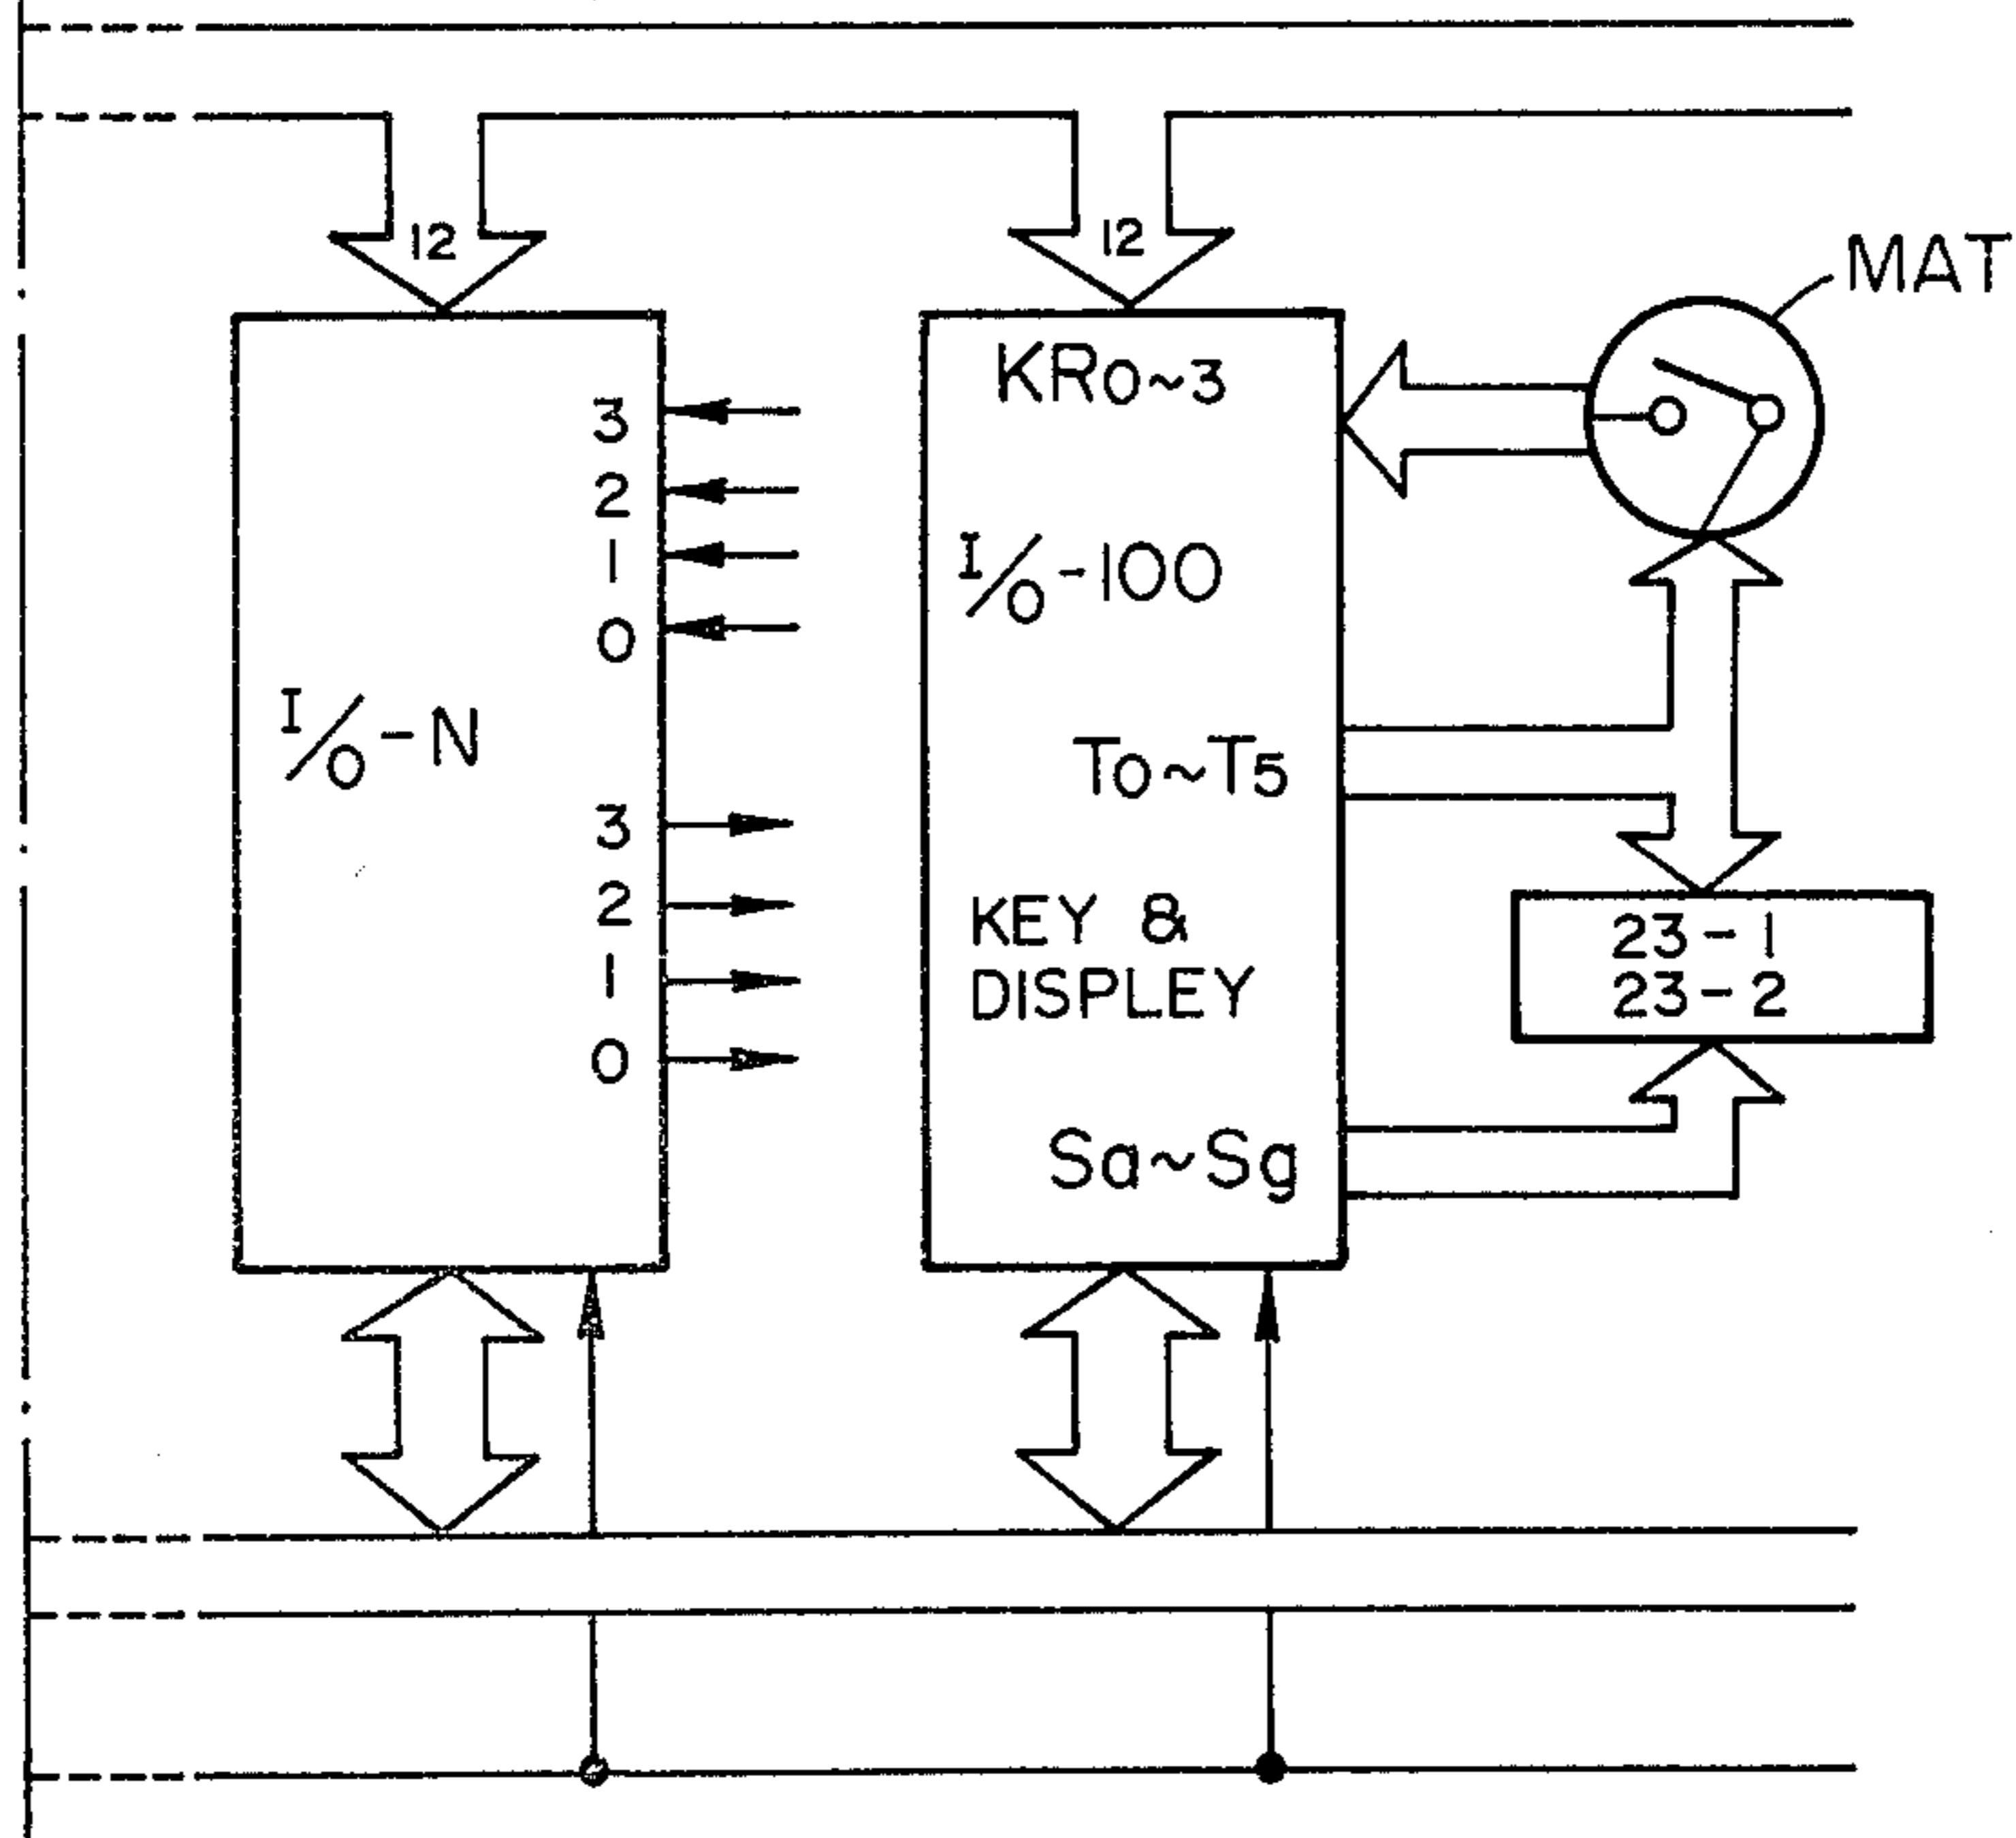 12
12
MAT
3
2
1
0
I/O-N
3
2
1
0
KR0~3
I/O-100
T0~T5
KEY &
DISPLEY
Sa~Sg
23-1
23-2